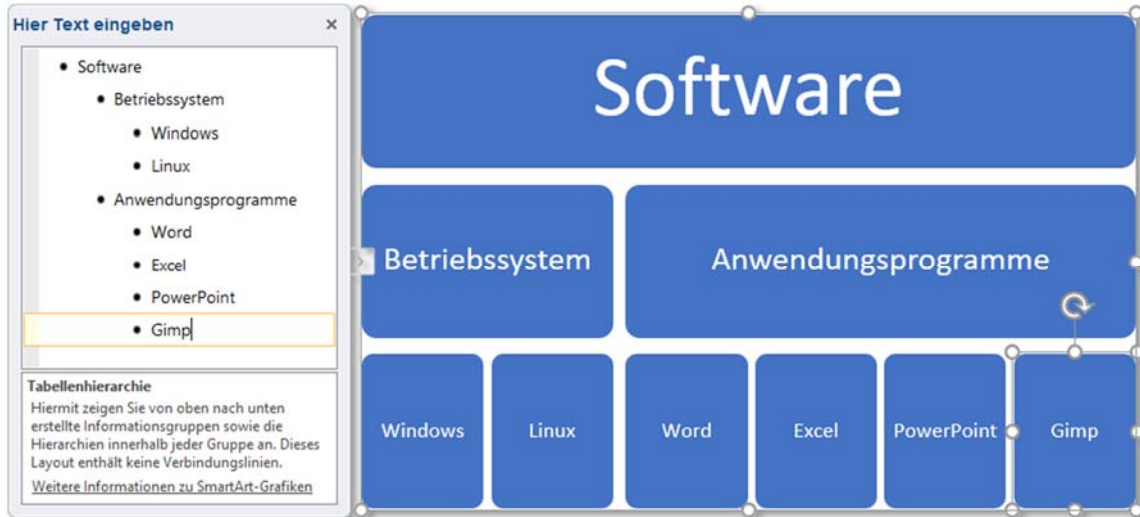 Hier Text eingeben
Software
Betriebssystem
Windows
Linux
Anwendungsprogramme
Word
Excel
PowerPoint
Gimp
Tabellenhierarchie
Hiermit zeigen Sie von oben nach unten
erstellte Informationsgruppen sowie die
Hierarchien innerhalb jeder Gruppe an. Dieses
Layout enthält keine Verbindungslinien.
Weitere Informationen zu SmartArt-Grafiken
Software
Betriebssystem Anwendungsprogramme
Windows Linux Word Excel PowerPoint Gimp